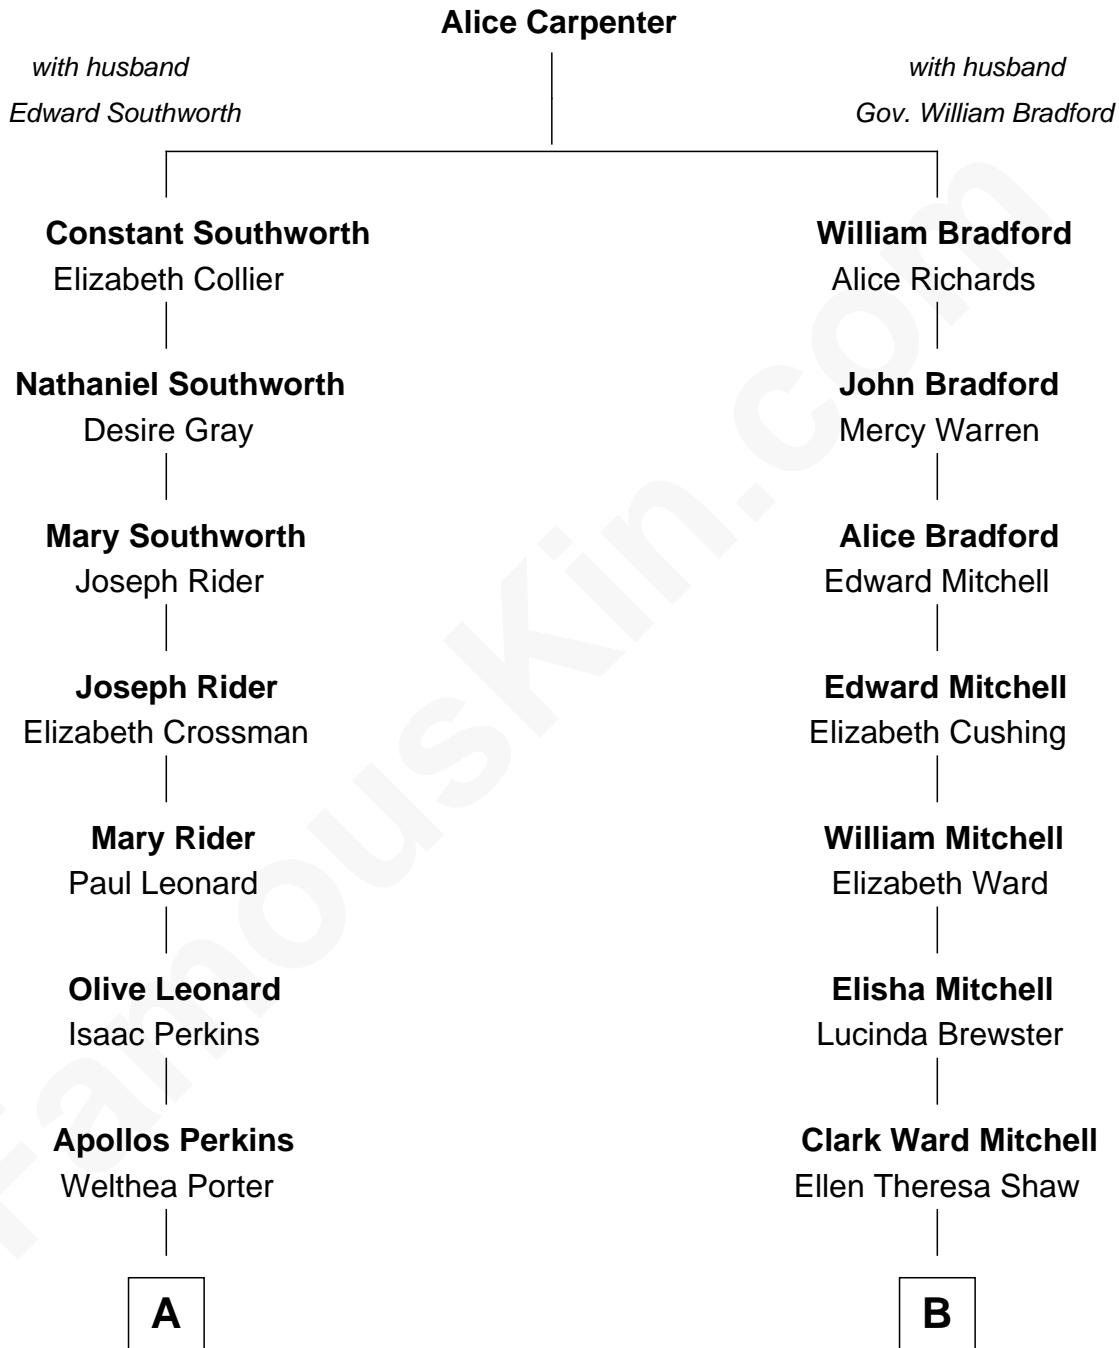 Alice Carpenter
with husband
Edward Southworth
with husband
Gov. William Bradford
Constant Southworth
Elizabeth Collier
William Bradford
Alice Richards
Nathaniel Southworth
Desire Gray
John Bradford
Mercy Warren
Mary Southworth
Joseph Rider
Alice Bradford
Edward Mitchell
Joseph Rider
Elizabeth Crossman
Edward Mitchell
Elizabeth Cushing
Mary Rider
Paul Leonard
William Mitchell
Elizabeth Ward
Olive Leonard
Isaac Perkins
Elisha Mitchell
Lucinda Brewster
Apollos Perkins
Welthea Porter
Clark Ward Mitchell
Ellen Theresa Shaw
A
B
FamousKin.com